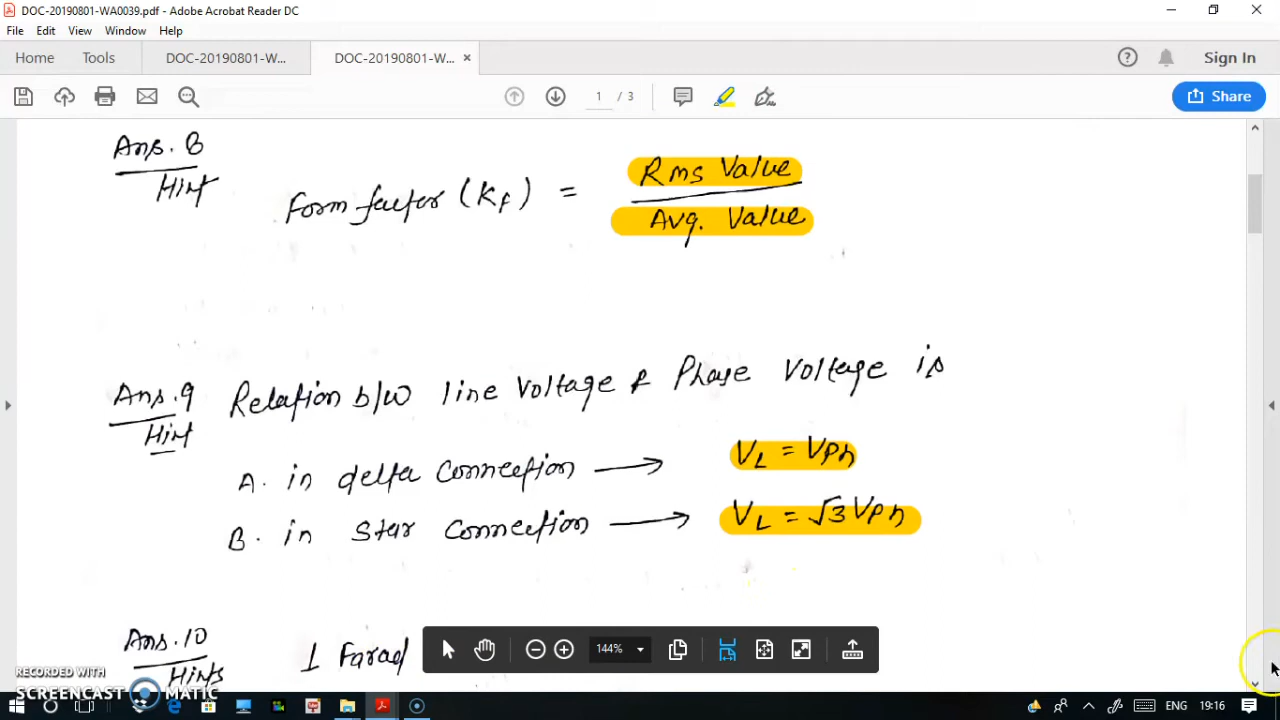 DOC-20190801-WA0039.pdf - Adobe Acrobat Reader DC
File Edit View Window Help
Home Tools DOC-20190801-W... DOC-20190801-W... ×
1 / 3 Share
Sign In
Ans. 8
Hint
Form factor (Kf) = Rms Value
Avg. Value
Ans. 9 Relation b/w line Voltage & Phase Voltage is
Hint
A. in delta Connection → VL = VPh
B. in Star Connection → VL = √3 VPh
Ans. 10 1 Farad
Hints
144%
RECORDED WITH
SCREENCAST MATIC
ENG 19:16